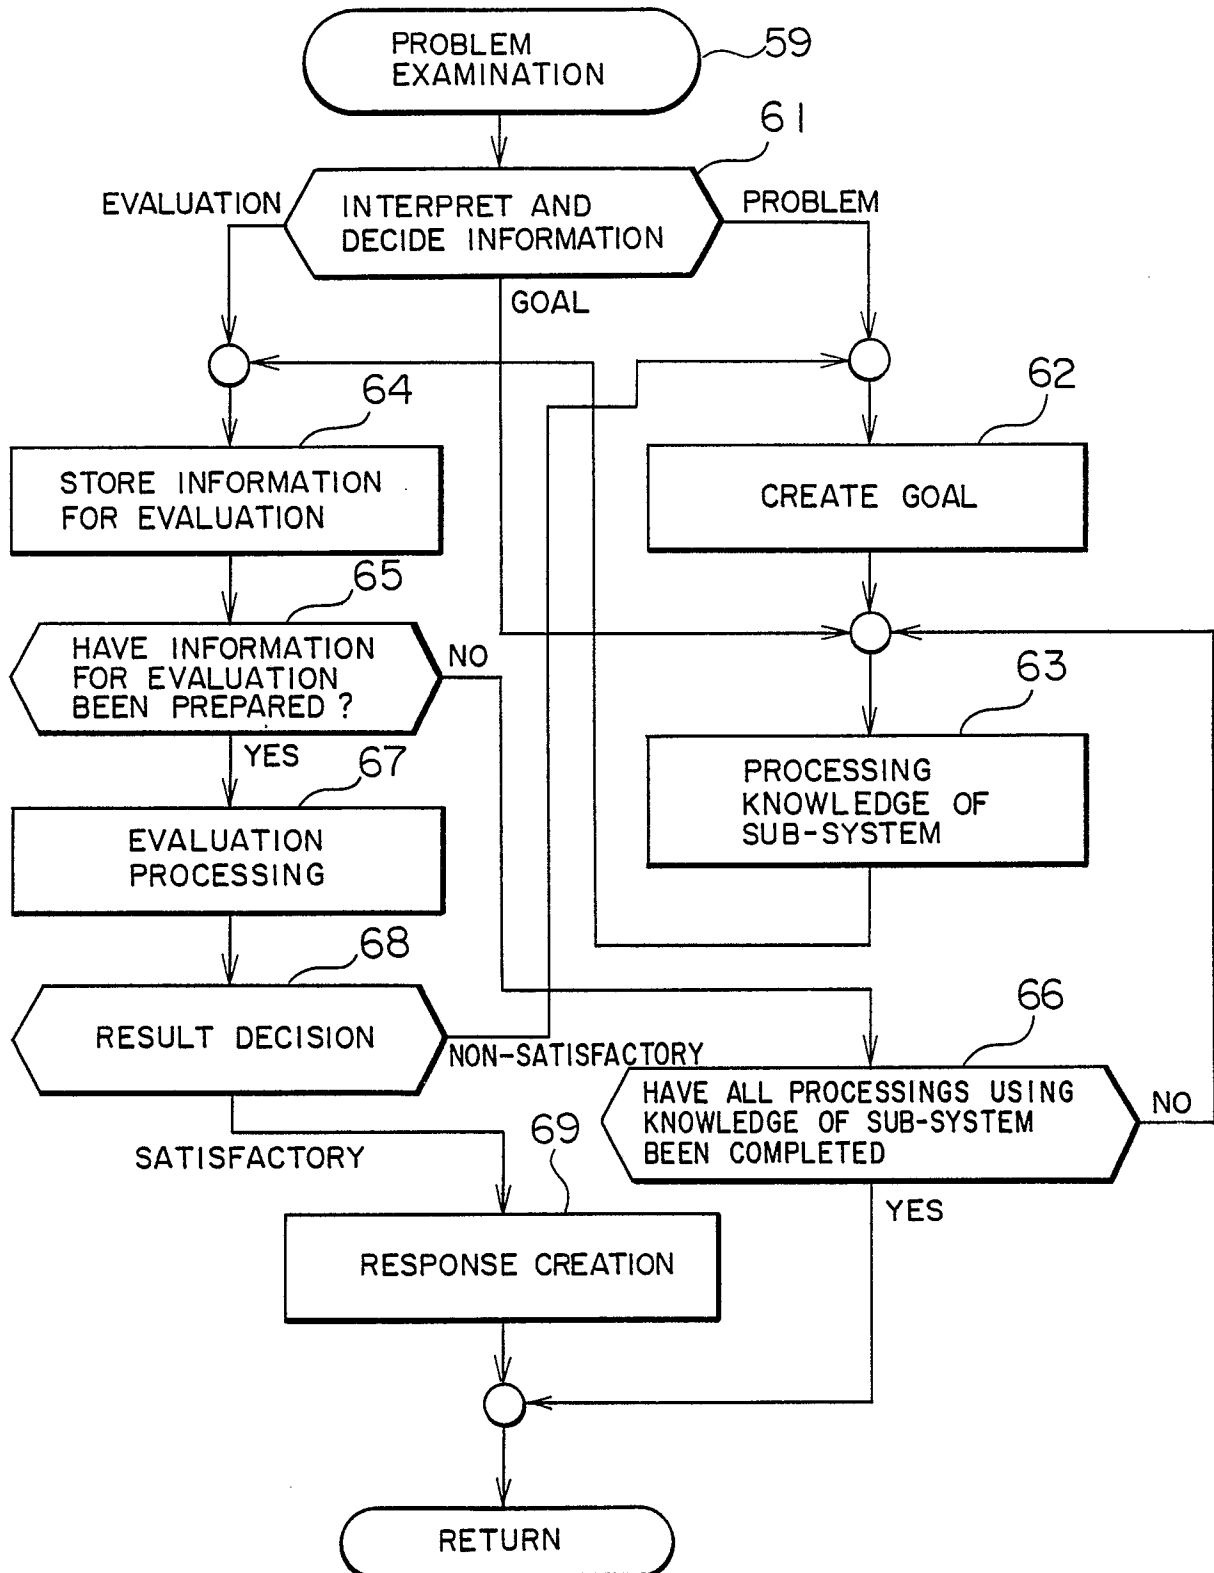 PROBLEM
EXAMINATION
59
61
INTERPRET AND
DECIDE INFORMATION
EVALUATION
PROBLEM
GOAL
64
STORE INFORMATION
FOR EVALUATION
62
CREATE GOAL
65
HAVE INFORMATION
FOR EVALUATION
BEEN PREPARED ?
NO
YES
63
PROCESSING
KNOWLEDGE OF
SUB-SYSTEM
67
EVALUATION
PROCESSING
68
RESULT DECISION
NON-SATISFACTORY
SATISFACTORY
66
HAVE ALL PROCESSINGS USING
KNOWLEDGE OF SUB-SYSTEM
BEEN COMPLETED
NO
YES
69
RESPONSE CREATION
RETURN